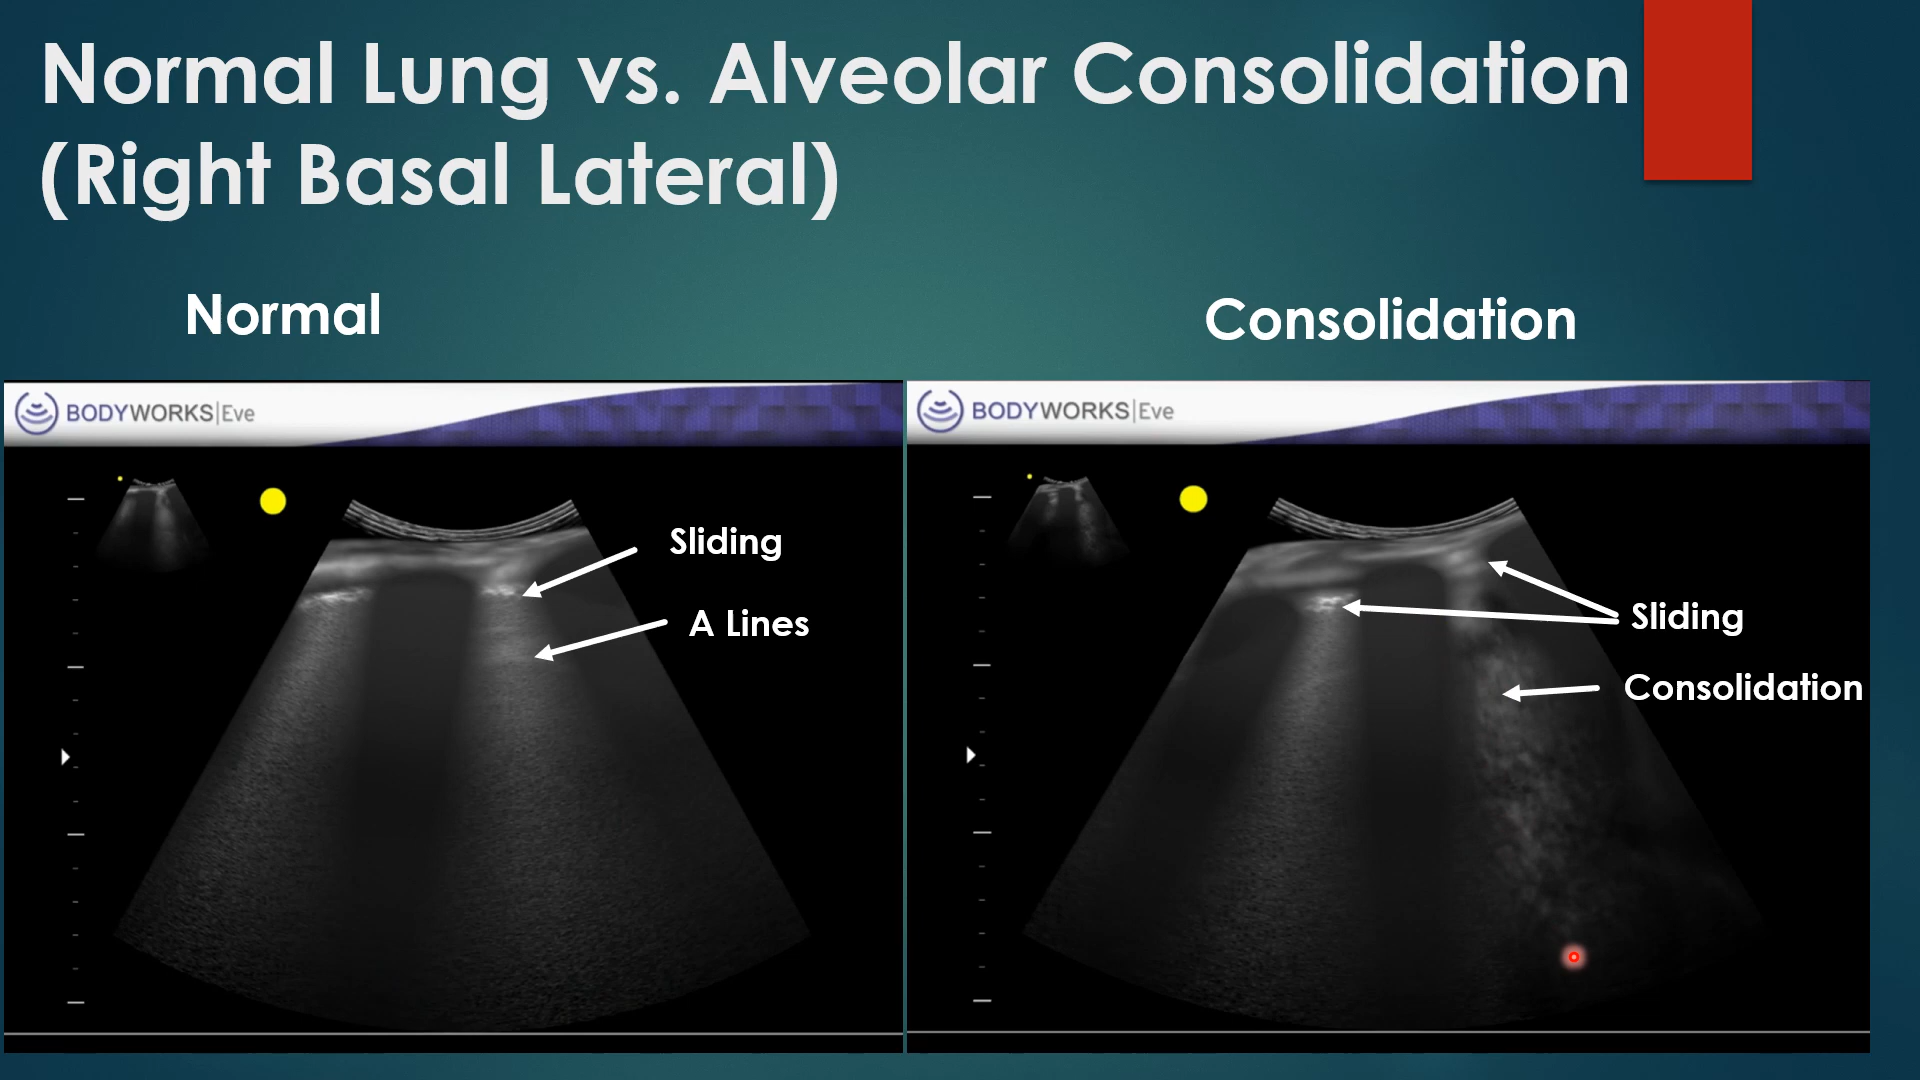 Normal Lung vs. Alveolar Consolidation
(Right Basal Lateral)
Normal
Consolidation
BODYWORKS|Eve
Sliding
A Lines
BODYWORKS|Eve
Sliding
Consolidation